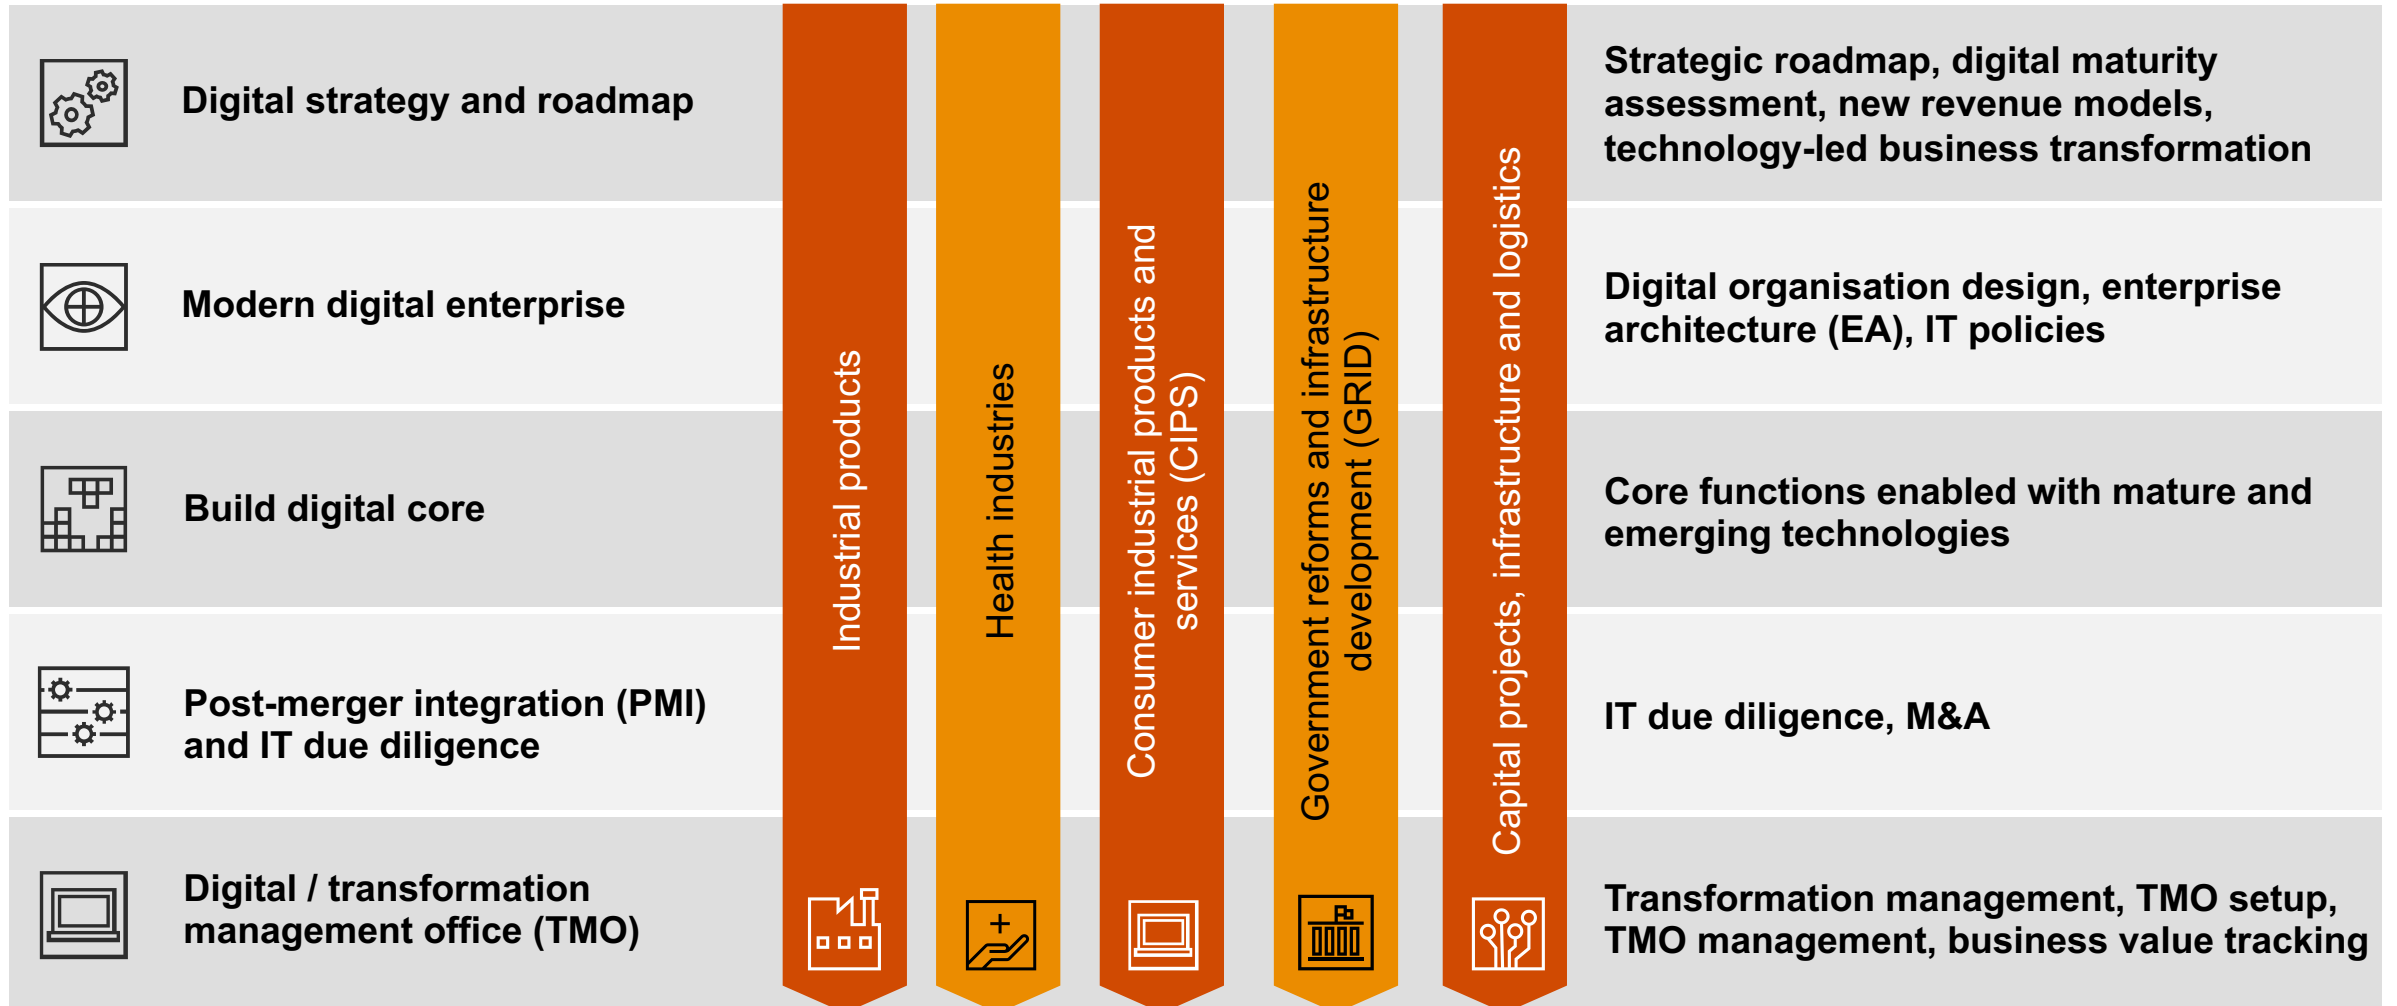 Digital strategy and roadmap
Strategic roadmap, digital maturity
assessment, new revenue models,
technology-led business transformation
Modern digital enterprise
Digital organisation design, enterprise
architecture (EA), IT policies
Build digital core
Core functions enabled with mature and
emerging technologies
Post-merger integration (PMI)
and IT due diligence
IT due diligence, M&A
Digital / transformation
management office (TMO)
Transformation management, TMO setup,
TMO management, business value tracking
Industrial products
Health industries
Consumer industrial products and
services (CIPS)
Government reforms and infrastructure
development (GRID)
Capital projects, infrastructure and logistics